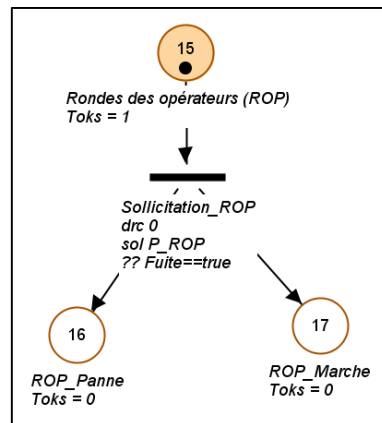 15
Rondes des opérateurs (ROP)
Toks = 1
Sollicitation_ROP
drc 0
sol P_ROP
?? Fuite==true
16
ROP_Panne
Toks = 0
17
ROP_Marche
Toks = 0